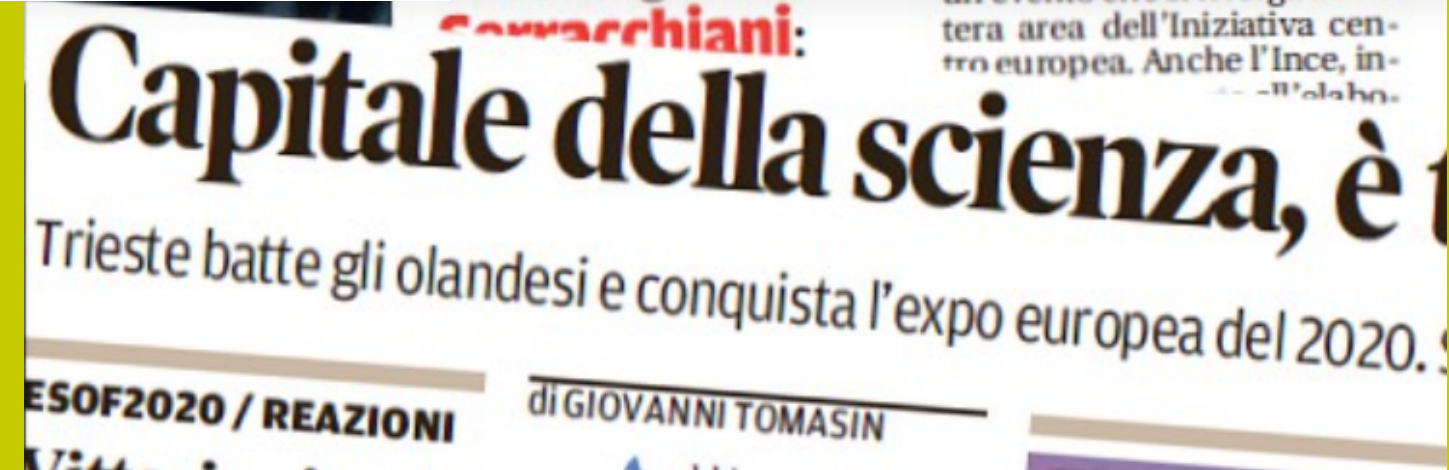 Serracchiani:
tera area dell'Iniziativa cen-
tro europea. Anche l'Ince, in-
Capitale della scienza, è
Trieste batte gli olandesi e conquista l'expo europea del 2020.
ESOF2020 / REAZIONI
di GIOVANNI TOMASIN